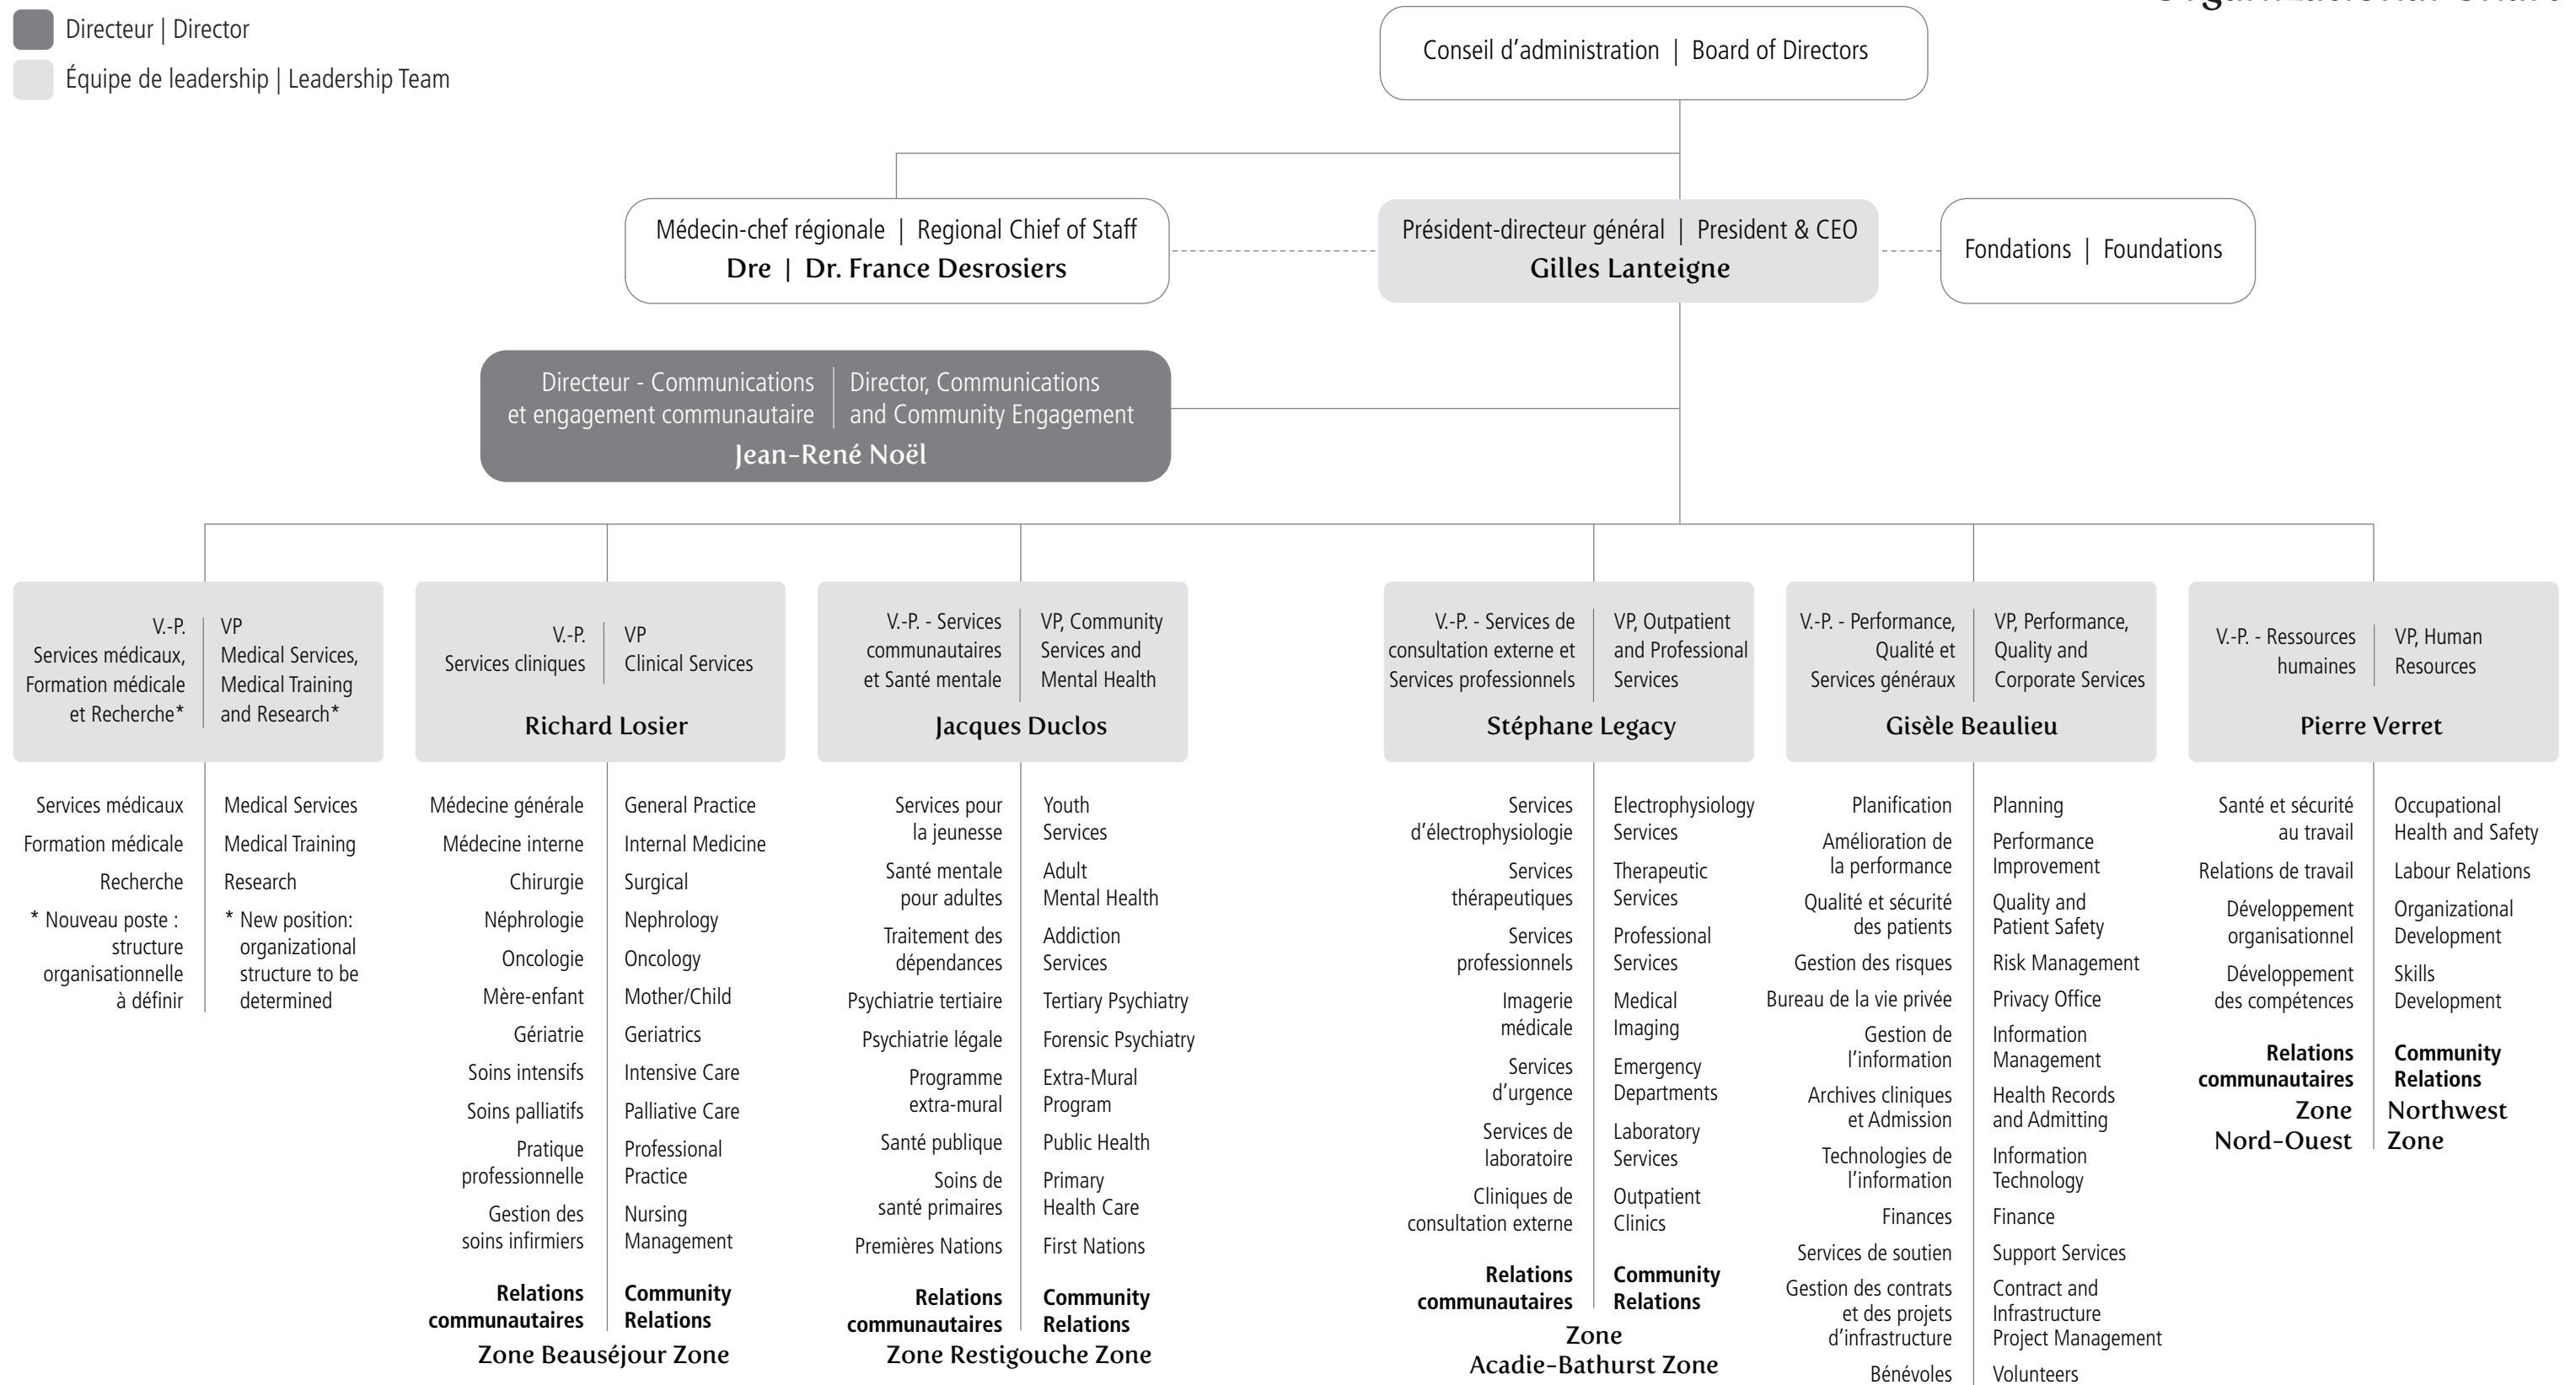 Directeur | Director
Équipe de leadership | Leadership Team
Conseil d'administration | Board of Directors
Médecin-chef régionale | Regional Chief of Staff
Dre | Dr. France Desrosiers
Président-directeur général | President & CEO
Gilles Lanteigne
Fondations | Foundations
Directeur - Communications
et engagement communautaire
Director, Communications
and Community Engagement
Jean-René Noël
V.-P.
Services médicaux,
Formation médicale
et Recherche*
VP
Medical Services,
Medical Training
and Research*
Services médicaux
Formation médicale
Recherche
* Nouveau poste :
structure
organisationnelle
à définir
Medical Services
Medical Training
Research
* New position:
organizational
structure to be
determined
V.-P.
Services cliniques
VP
Clinical Services
Richard Losier
Médecine générale
Médecine interne
Chirurgie
Néphrologie
Oncologie
Mère-enfant
Gériatrie
Soins intensifs
Soins palliatifs
Pratique
professionnelle
Gestion des
soins infirmiers
Relations
communautaires
General Practice
Internal Medicine
Surgical
Nephrology
Oncology
Mother/Child
Geriatrics
Intensive Care
Palliative Care
Professional
Practice
Nursing
Management
Community
Relations
Zone Beauséjour Zone
V.-P. - Services
communautaires
et Santé mentale
VP, Community
Services and
Mental Health
Jacques Duclos
Services pour
la jeunesse
Santé mentale
pour adultes
Traitement des
dépendances
Psychiatrie tertiaire
Psychiatrie légale
Programme
extra-mural
Santé publique
Soins de
santé primaires
Premières Nations
Relations
communautaires
Youth
Services
Adult
Mental Health
Addiction
Services
Tertiary Psychiatry
Forensic Psychiatry
Extra-Mural
Program
Public Health
Primary
Health Care
First Nations
Community
Relations
Zone Restigouche Zone
V.-P. - Services de
consultation externe et
Services professionnels
VP, Outpatient
and Professional
Services
Stéphane Legacy
Services
d'électrophysiologie
Services
thérapeutiques
Services
professionnels
Imagerie
médicale
Services
d'urgence
Services de
laboratoire
Cliniques de
consultation externe
Relations
communautaires
Electrophysiology
Services
Therapeutic
Services
Professional
Services
Medical
Imaging
Emergency
Departments
Laboratory
Services
Outpatient
Clinics
Community
Relations
Zone
Acadie-Bathurst Zone
V.-P. - Performance,
Qualité et
Services généraux
VP, Performance,
Quality and
Corporate Services
Gisèle Beaulieu
Planification
Amélioration de
la performance
Qualité et sécurité
des patients
Gestion des risques
Bureau de la vie privée
Gestion de
l'information
Archives cliniques
et Admission
Technologies de
l'information
Finances
Services de soutien
Gestion des contrats
et des projets
d'infrastructure
Bénévoles
Planning
Performance
Improvement
Quality and
Patient Safety
Risk Management
Privacy Office
Information
Management
Health Records
and Admitting
Information
Technology
Finance
Support Services
Contract and
Infrastructure
Project Management
Volunteers
V.-P. - Ressources
humaines
VP, Human
Resources
Pierre Verret
Santé et sécurité
au travail
Relations de travail
Développement
organisationnel
Développement
des compétences
Relations
communautaires
Zone
Nord-Ouest
Occupational
Health and Safety
Labour Relations
Organizational
Development
Skills
Development
Community
Relations
Northwest
Zone